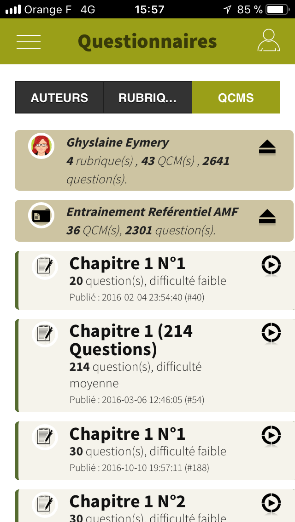 Orange F 4G 15:57 85 %
Questionnaires
AUTEURS RUBRIQ... QCMS
Ghyslaine Eymery
4 rubrique(s) , 43 QCM(s) , 2641
question(s).
Entrainement Reférentiel AMF
36 QCM(s), 2301 question(s).
Chapitre 1 N°1
20 question(s), difficulté faible
Publié : 2016-02-04 23:54:40 (#40)
Chapitre 1 (214
Questions)
214 question(s), difficulté
moyenne
Publié : 2016-03-06 12:46:05 (#54)
Chapitre 1 N°1
30 question(s), difficulté faible
Publié : 2016-10-10 19:57:11 (#188)
Chapitre 1 N°2
30 question(s), difficulté faible